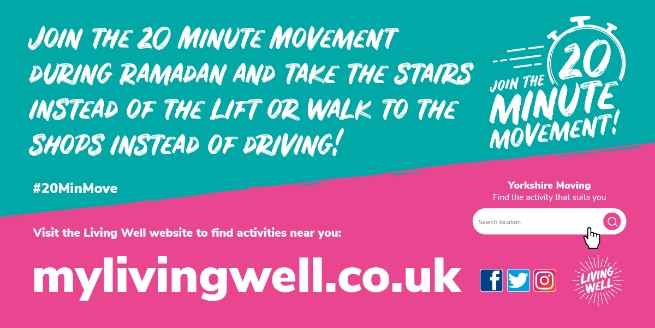 JOIN THE 20 MINUTE MOVEMENT
DURING RAMADAN AND TAKE THE STAIRS
INSTEAD OF THE LIFT OR WALK TO THE
SHOPS INSTEAD OF DRIVING!
#20MinMove
20
JOIN THE
MINUTE
MOVEMENT!
Yorkshire Moving
Find the activity that suits you
Search location
Visit the Living Well website to find activities near you:
mylivingwell.co.uk
LIVING
WELL